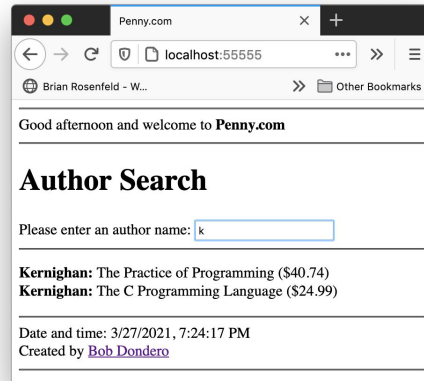 Penny.com
localhost:55555
Brian Rosenfeld - W...
Other Bookmarks
Good afternoon and welcome to Penny.com
Author Search
Please enter an author name: k
Kernighan: The Practice of Programming ($40.74)
Kernighan: The C Programming Language ($24.99)
Date and time: 3/27/2021, 7:24:17 PM
Created by Bob Dondero